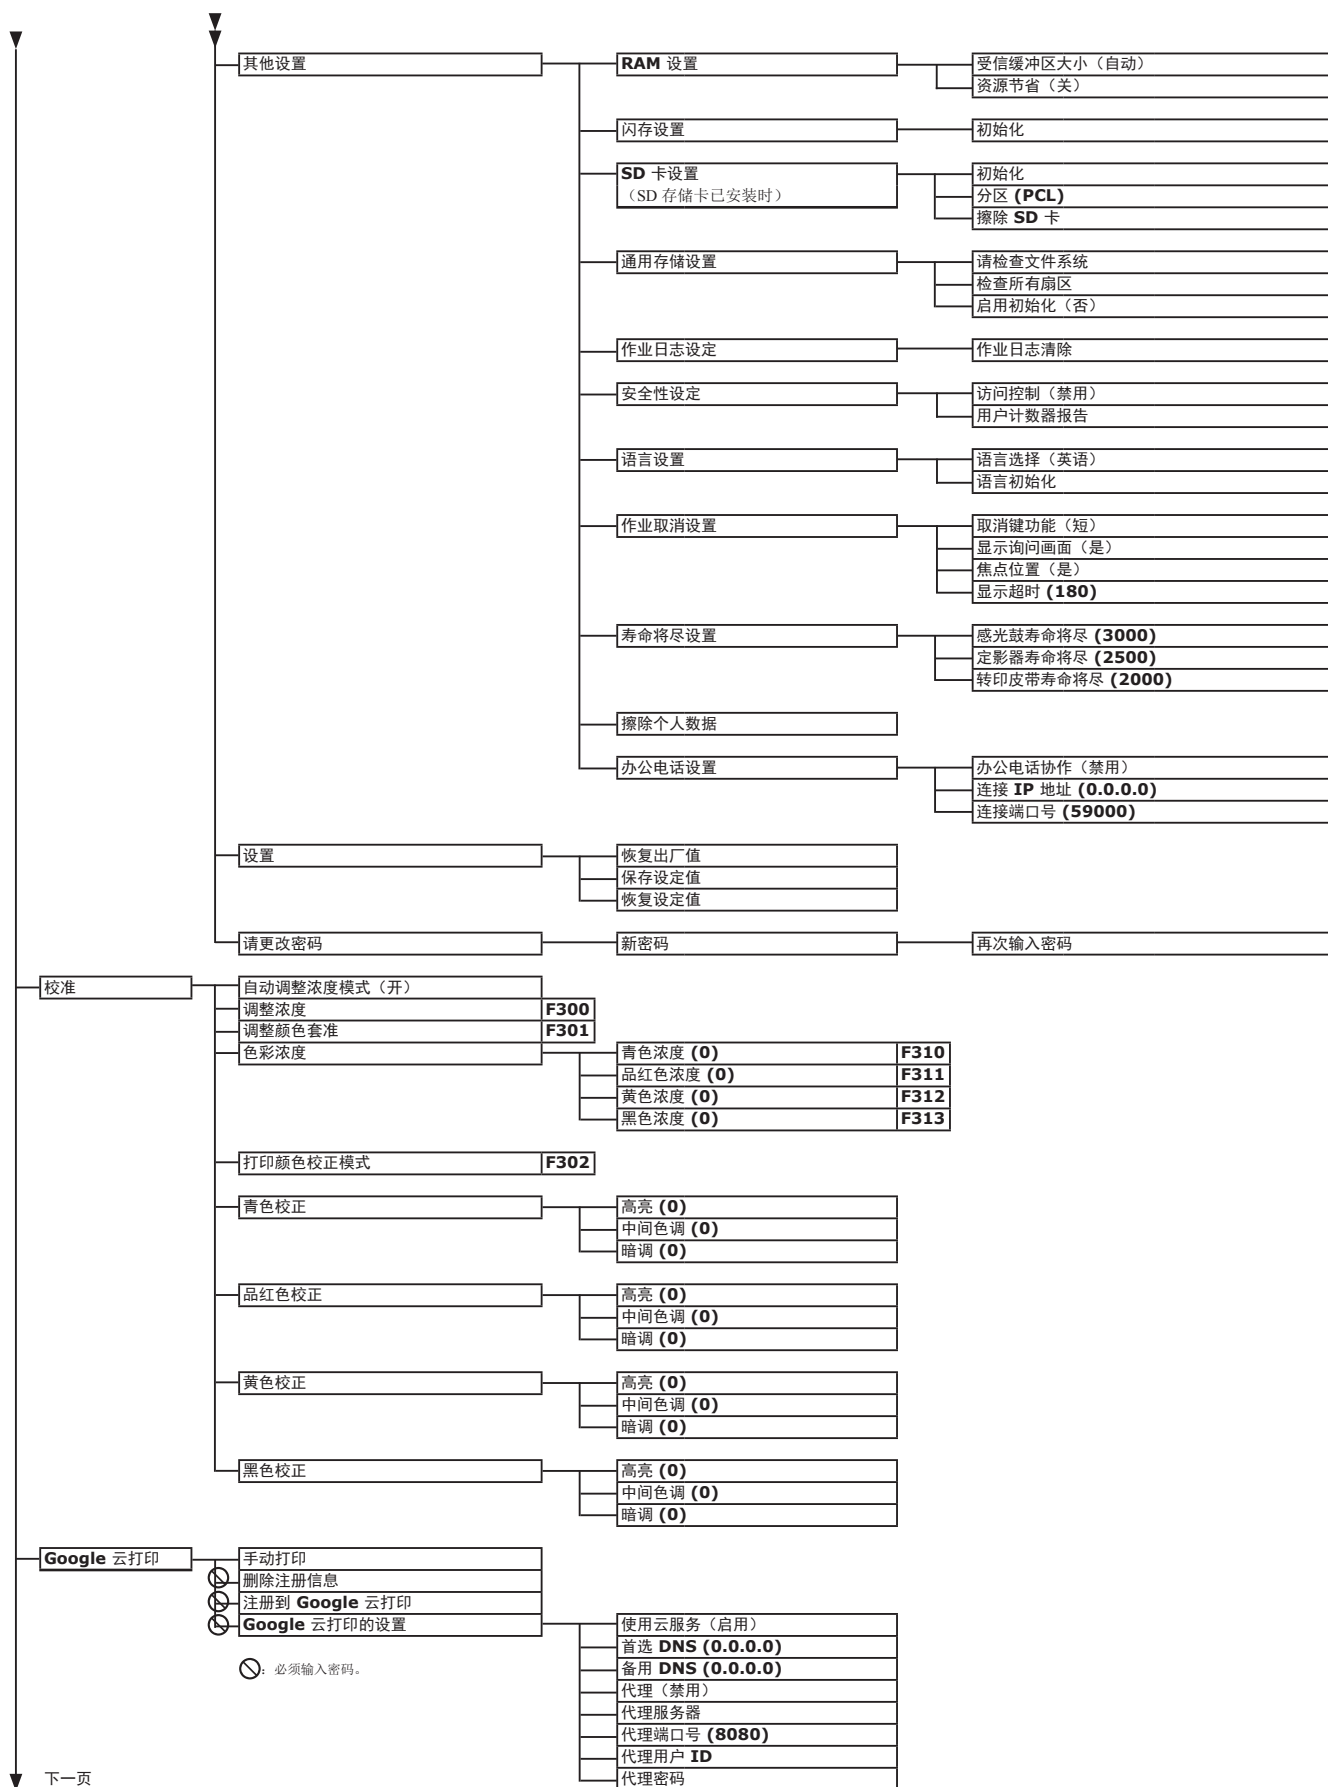 其他设置
RAM 设置
受信缓冲区大小（自动）
资源节省（关）
闪存设置
初始化
SD 卡设置
（SD 存储卡已安装时）
初始化
分区 (PCL)
擦除 SD 卡
通用存储设置
请检查文件系统
检查所有扇区
启用初始化（否）
作业日志设定
作业日志清除
安全性设定
访问控制（禁用）
用户计数器报告
语言设置
语言选择（英语）
语言初始化
作业取消设置
取消键功能（短）
显示询问画面（是）
焦点位置（是）
显示超时 (180)
寿命将尽设置
感光鼓寿命将尽 (3000)
定影器寿命将尽 (2500)
转印皮带寿命将尽 (2000)
擦除个人数据
办公电话设置
办公电话协作（禁用）
连接 IP 地址 (0.0.0.0)
连接端口号 (59000)
设置
恢复出厂值
保存设定值
恢复设定值
请更改密码
新密码
再次输入密码
校准
自动调整浓度模式（开）
调整浓度 F300
调整颜色套准 F301
色彩浓度
青色浓度 (0) F310
品红色浓度 (0) F311
黄色浓度 (0) F312
黑色浓度 (0) F313
打印颜色校正模式 F302
青色校正
高亮 (0)
中间色调 (0)
暗调 (0)
品红色校正
高亮 (0)
中间色调 (0)
暗调 (0)
黄色校正
高亮 (0)
中间色调 (0)
暗调 (0)
黑色校正
高亮 (0)
中间色调 (0)
暗调 (0)
Google 云打印
手动打印
删除注册信息
注册到 Google 云打印
Google 云打印的设置
使用云服务（启用）
首选 DNS (0.0.0.0)
备用 DNS (0.0.0.0)
代理（禁用）
代理服务器
代理端口号 (8080)
代理用户 ID
代理密码
：必须输入密码。
下一页